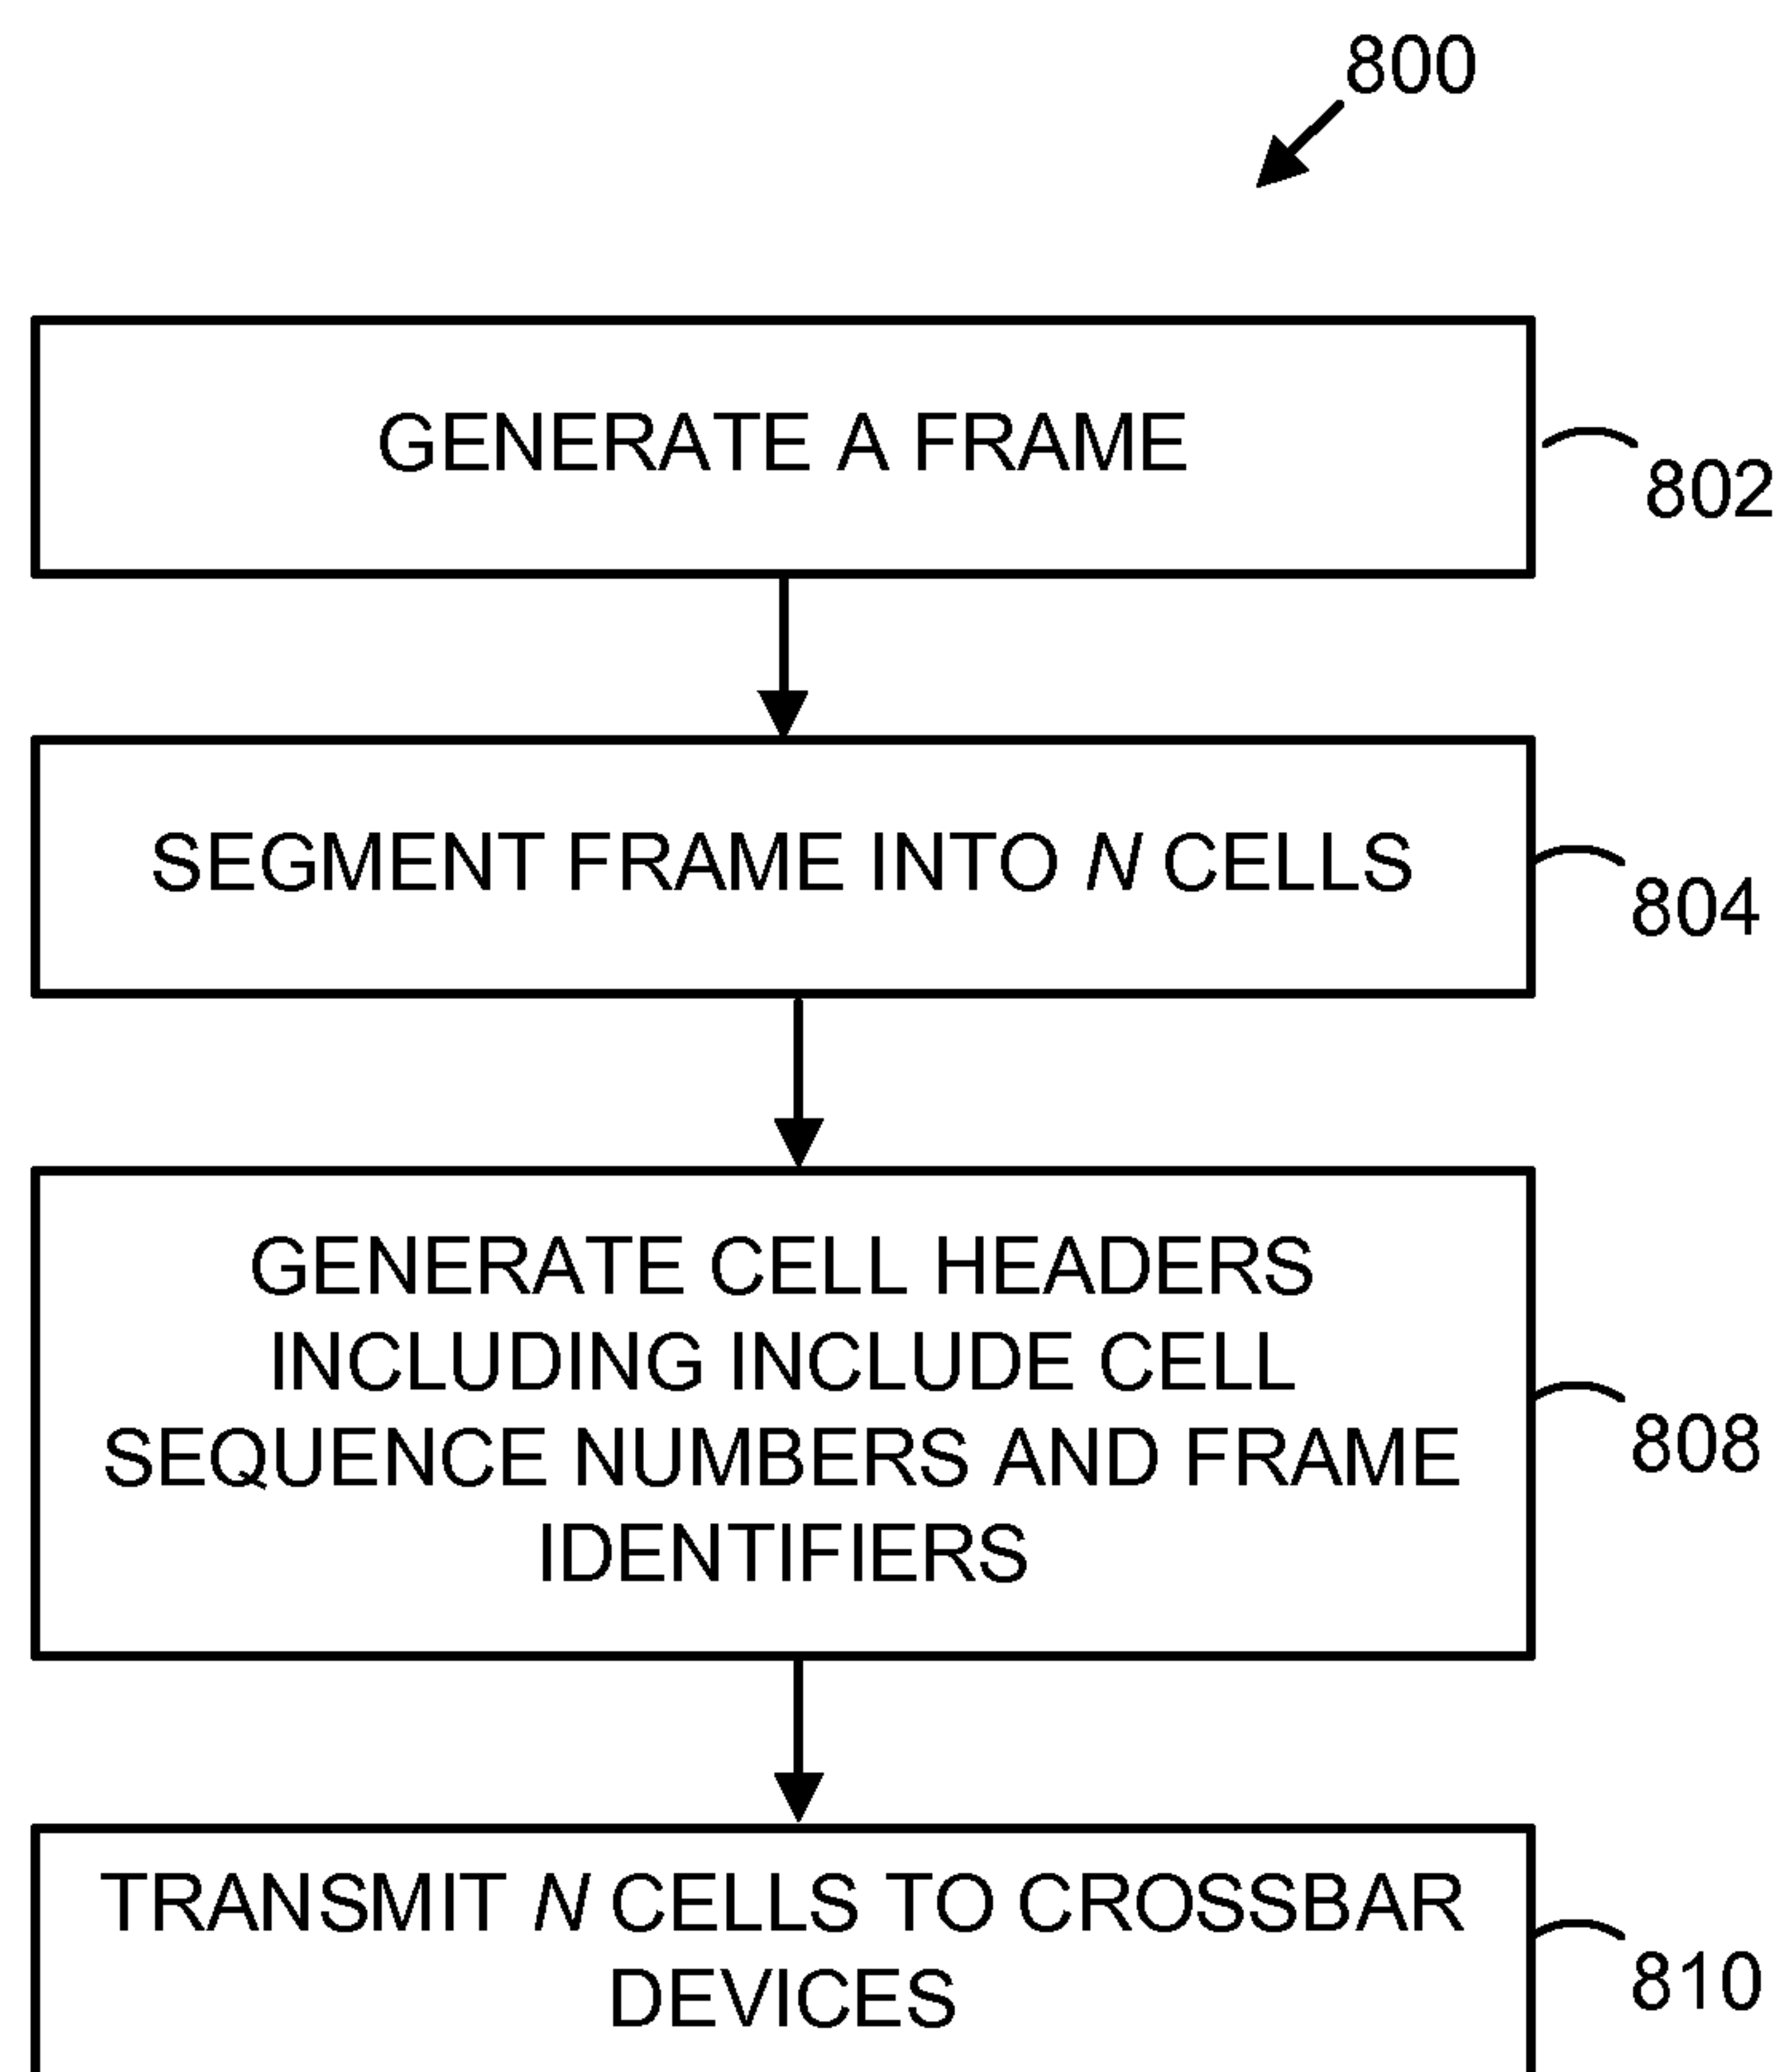 800
GENERATE A FRAME
802
SEGMENT FRAME INTO N CELLS
804
GENERATE CELL HEADERS
INCLUDING INCLUDE CELL
SEQUENCE NUMBERS AND FRAME
IDENTIFIERS
808
TRANSMIT N CELLS TO CROSSBAR
DEVICES
810